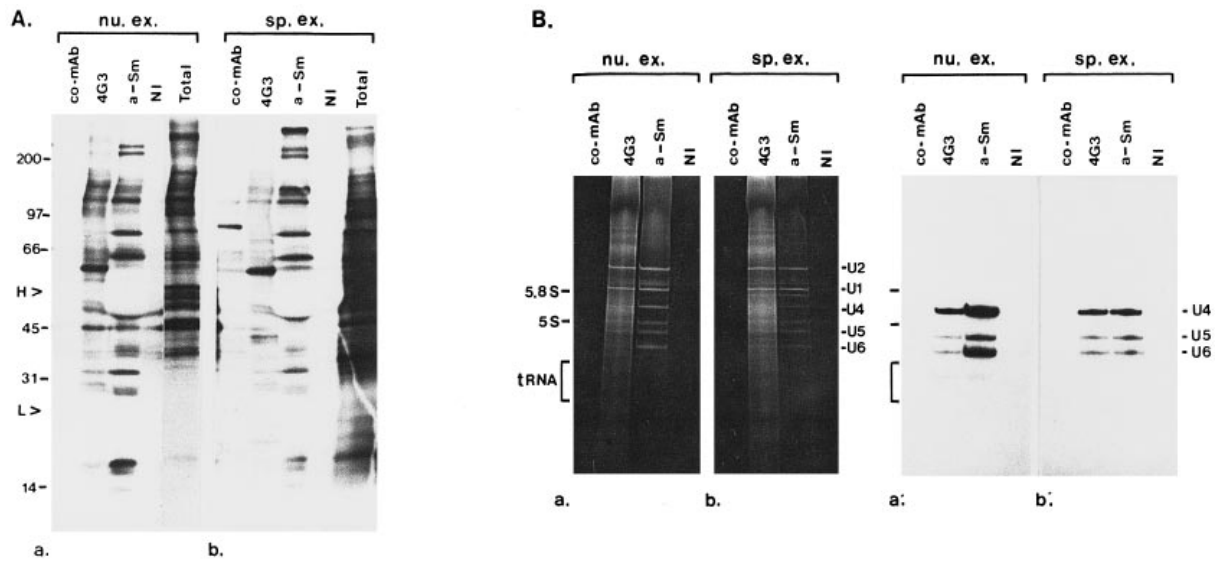 A.
nu. ex.
sp. ex.
co-mAb
4G3
a-Sm
NI
Total
co-mAb
4G3
a-Sm
NI
Total
200-
97-
66-
H>
45-
31-
L>
14-
a.
b.
B.
nu. ex.
sp. ex.
co-mAb
4G3
a-Sm
NI
co-mAb
4G3
a-Sm
NI
5,8S
5S
tRNA
-U2
-U1
-U4
-U5
-U6
a.
b.
nu. ex.
sp. ex.
co-mAb
4G3
a-Sm
NI
co-mAb
4G3
a-Sm
NI
-U4
-U5
-U6
a'.
b'.